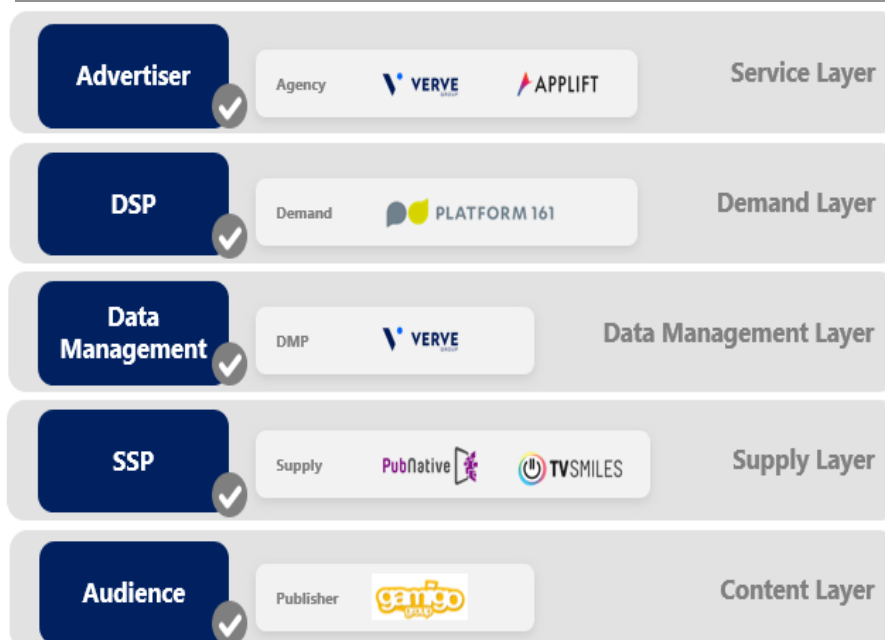 Advertiser
Agency
VERVE
GROUP
APPLIFT
Service Layer
DSP
Demand
PLATFORM 161
Demand Layer
Data
Management
DMP
VERVE
GROUP
Data Management Layer
SSP
Supply
PubNative
TVSMILES
Supply Layer
Audience
Publisher
gamigo
group
Content Layer